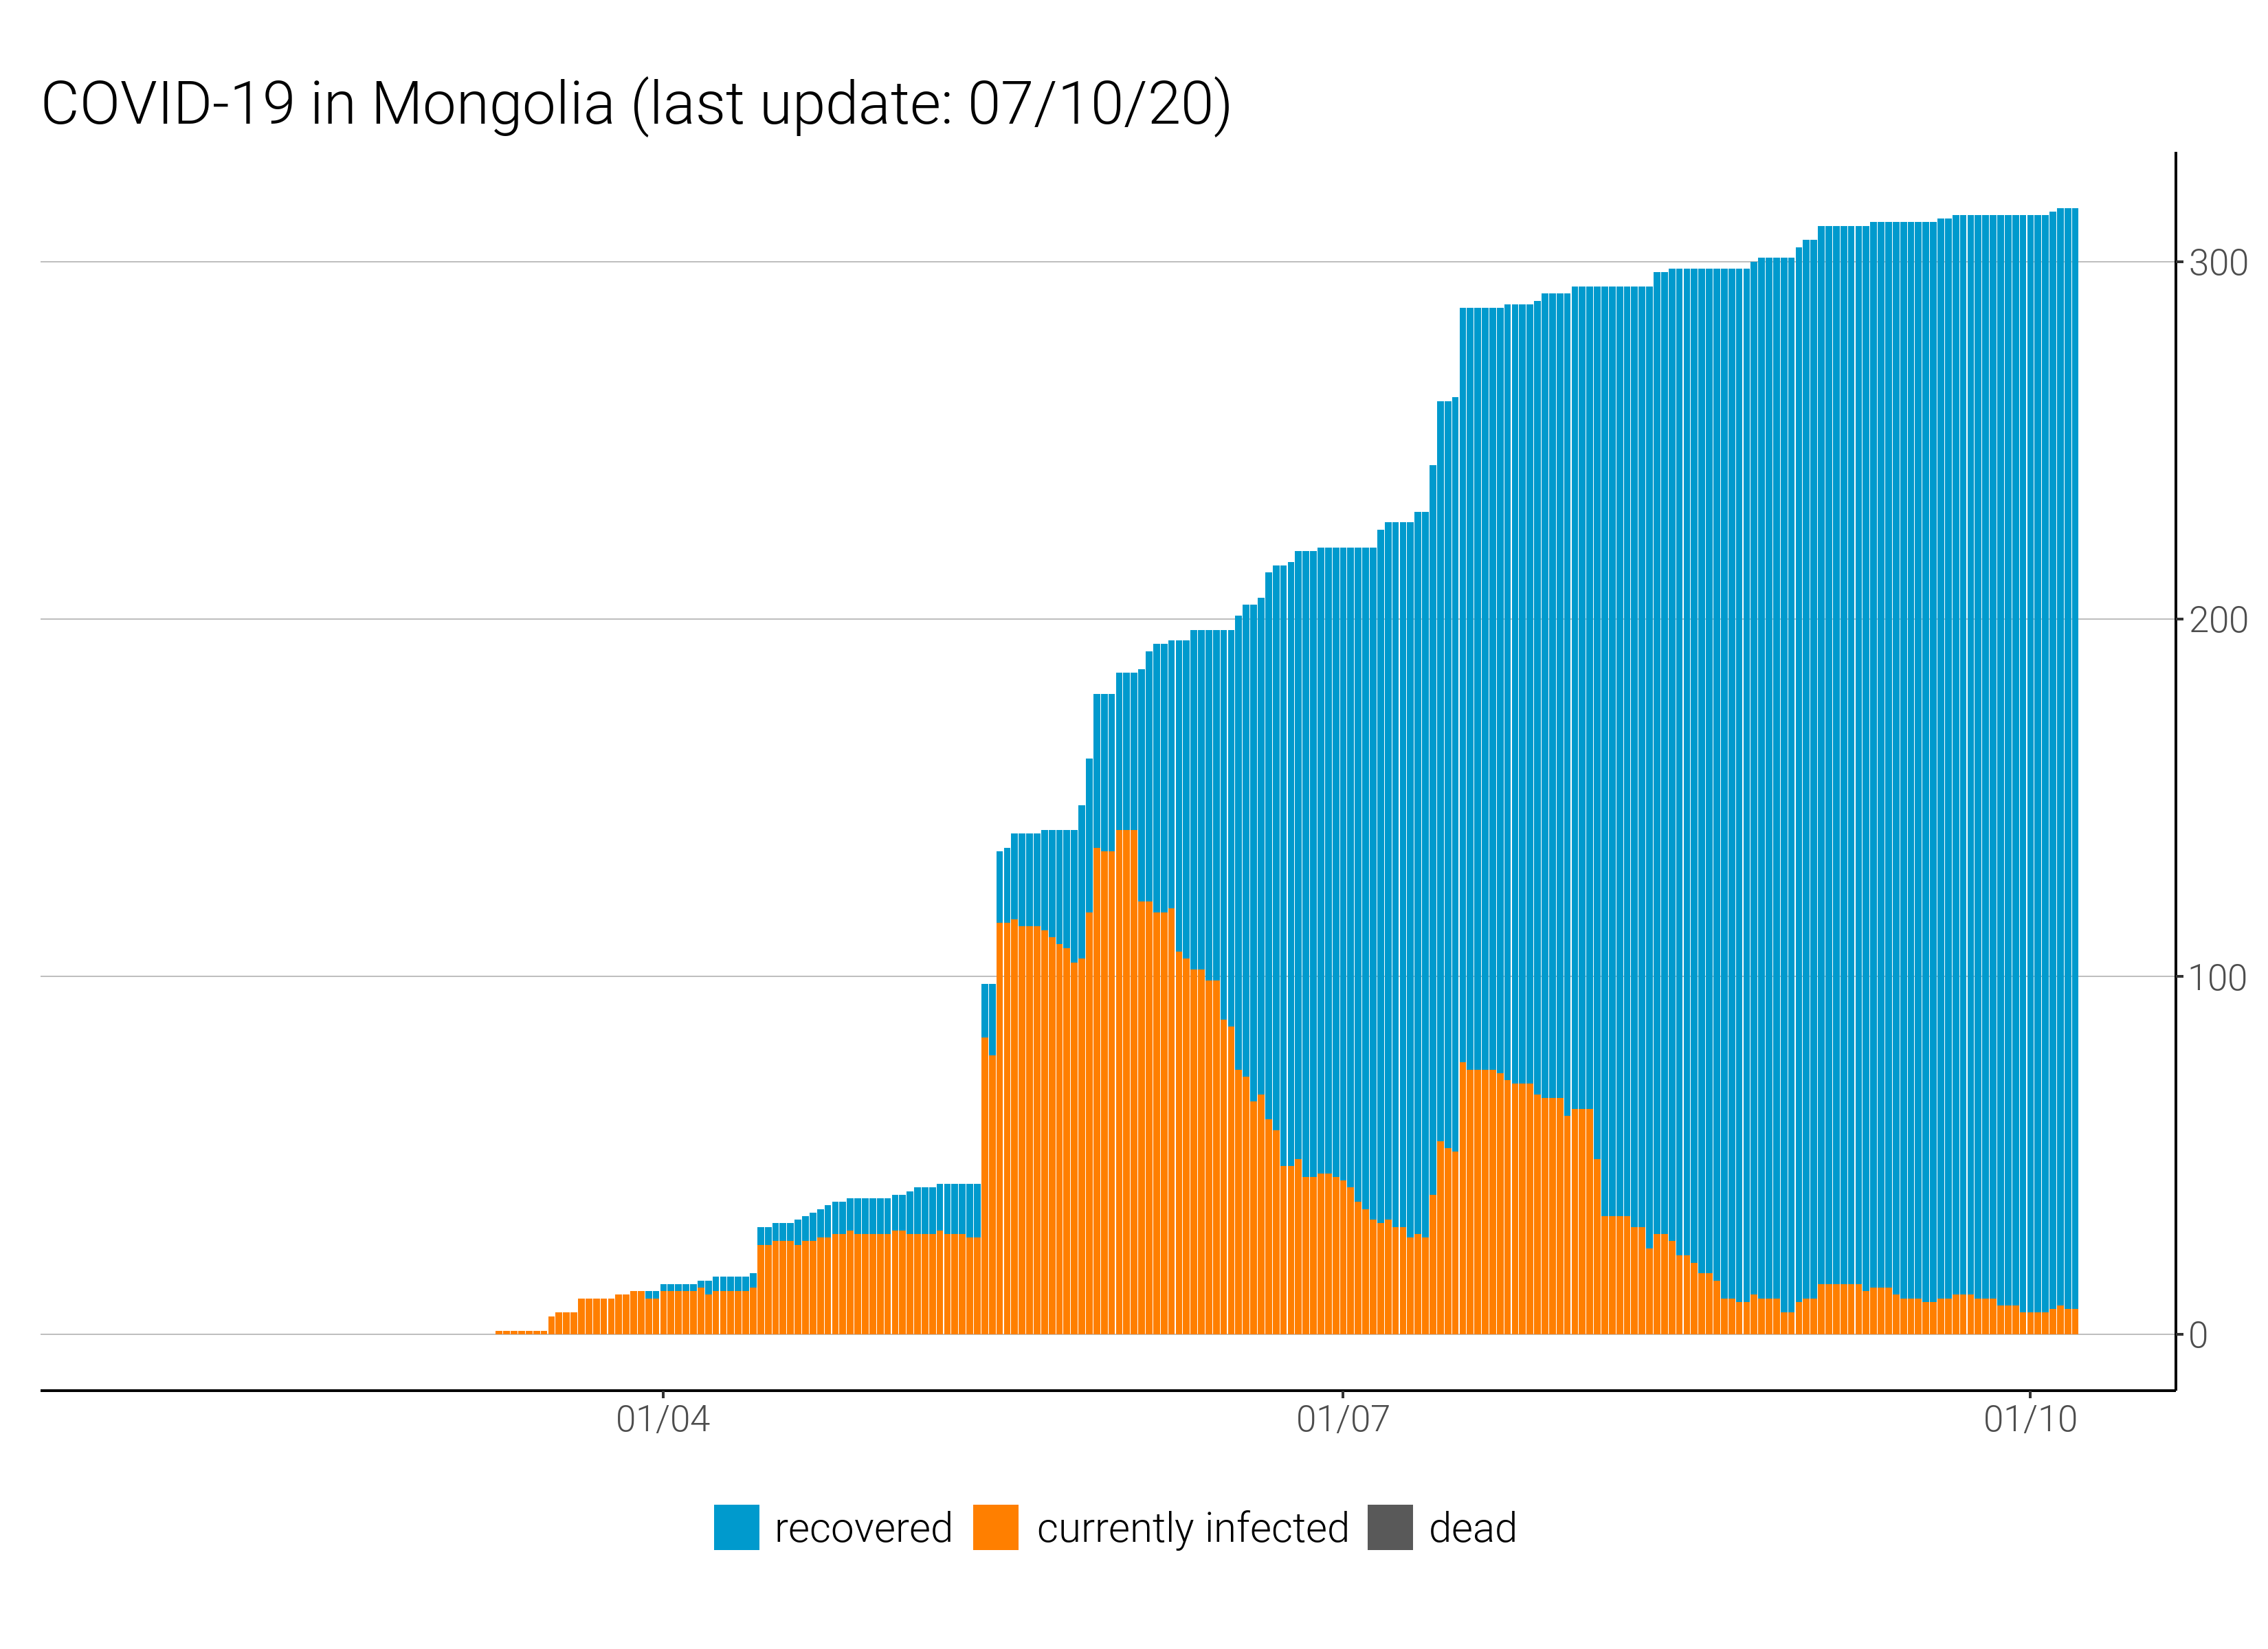 COVID-19 in Mongolia (last update: 07/10/20)
300
200
100
0
01/04 01/07 01/10
recovered currently infected dead